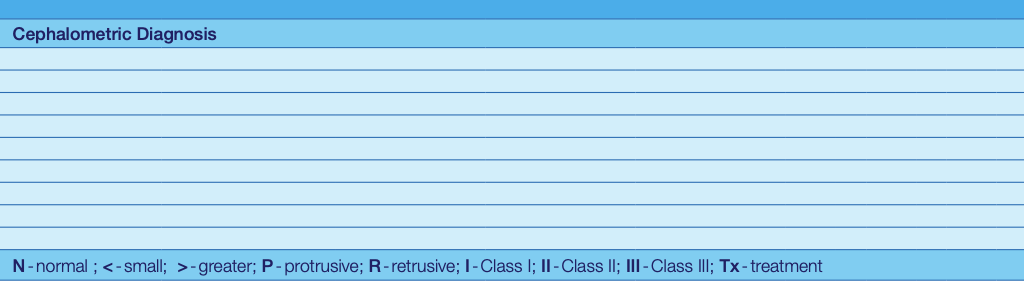 Cephalometric Diagnosis
N - normal ; < - small; > - greater; P - protrusive; R - retrusive; I - Class I; II - Class II; III - Class III; Tx - treatment